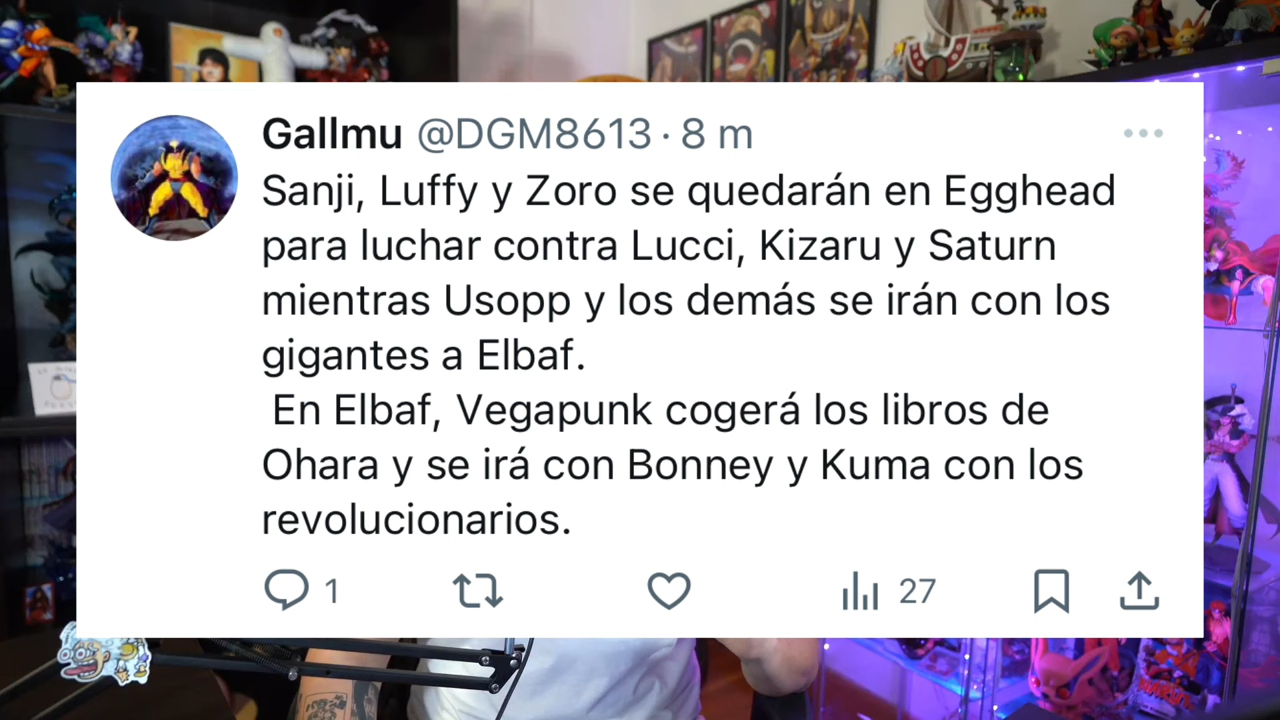 Gallmu @DGM8613 · 8 m
Sanji, Luffy y Zoro se quedarán en Egghead
para luchar contra Lucci, Kizaru y Saturn
mientras Usopp y los demás se irán con los
gigantes a Elbaf.
En Elbaf, Vegapunk cogerá los libros de
Ohara y se irá con Bonney y Kuma con los
revolucionarios.
1
27